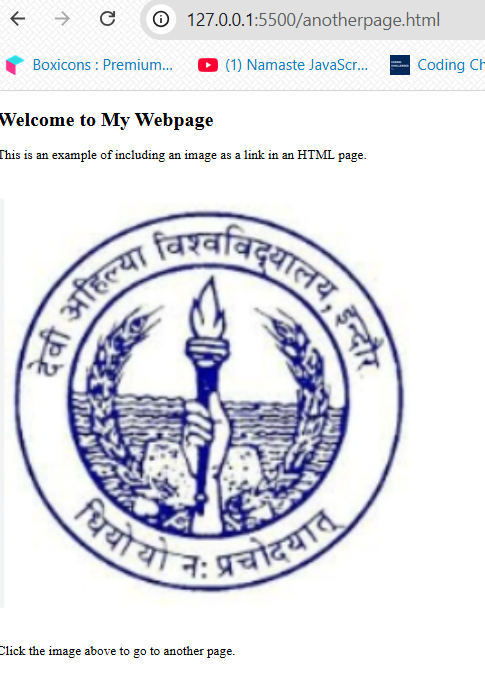 127.0.0.1:5500/anotherpage.html
Boxicons : Premium... (1) Namaste JavaScr... Coding Ch
Welcome to My Webpage
This is an example of including an image as a link in an HTML page.
देवी अहिल्या विश्वविद्यालय, इन्दौर
धियो यो न: प्रचोदयात्
Click the image above to go to another page.